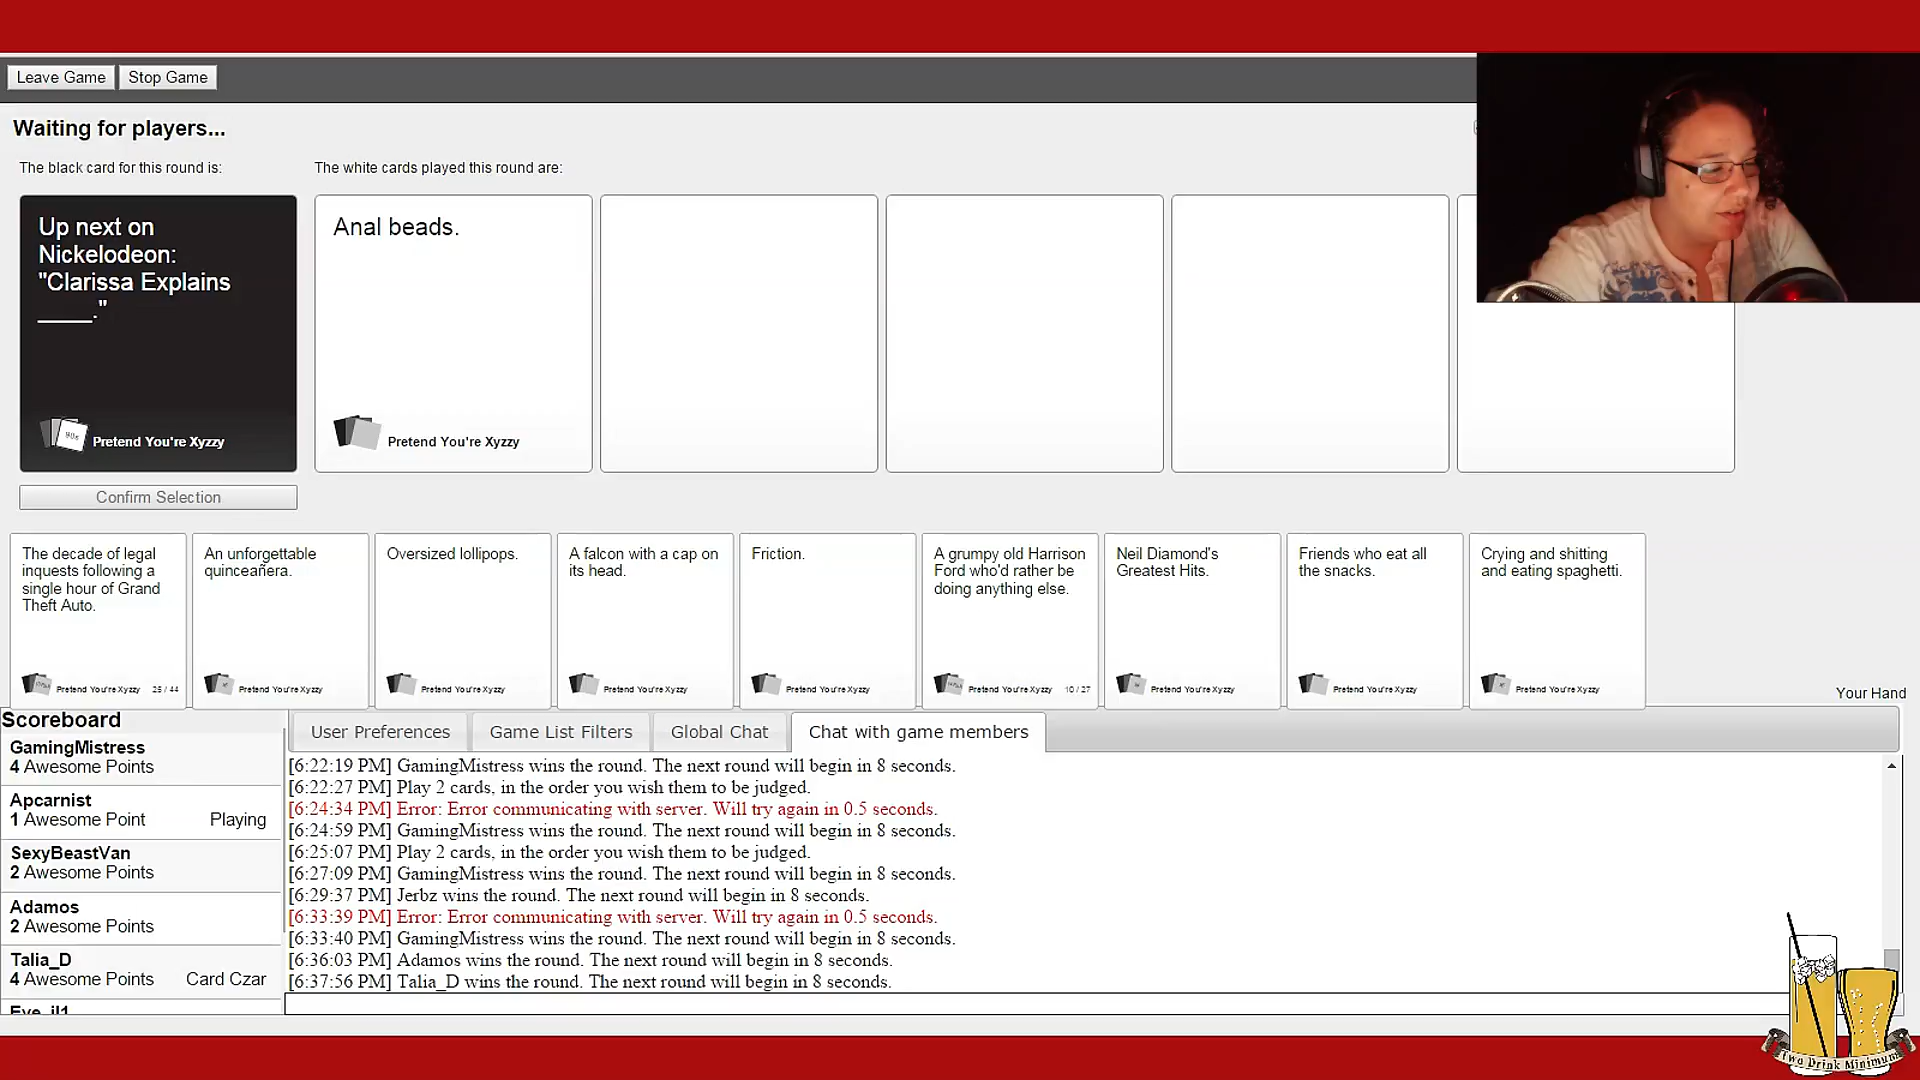 Leave Game
Stop Game
Waiting for players...
The black card for this round is:
The white cards played this round are:
Up next on
Nickelodeon:
"Clarissa Explains
_____."
Pretend You're Xyzzy
Anal beads.
Pretend You're Xyzzy
Confirm Selection
The decade of legal
inquests following a
single hour of Grand
Theft Auto.
Pretend You're Xyzzy 25 / 44
An unforgettable
quinceañera.
Pretend You're Xyzzy
Oversized lollipops.
Pretend You're Xyzzy
A falcon with a cap on
its head.
Pretend You're Xyzzy
Friction.
Pretend You're Xyzzy
A grumpy old Harrison
Ford who'd rather be
doing anything else.
Pretend You're Xyzzy 10 / 27
Neil Diamond's
Greatest Hits.
Pretend You're Xyzzy
Friends who eat all
the snacks.
Pretend You're Xyzzy
Crying and shitting
and eating spaghetti.
Pretend You're Xyzzy
Your Hand
Scoreboard
GamingMistress
4 Awesome Points
Apcarnist
1 Awesome Point Playing
SexyBeastVan
2 Awesome Points
Adamos
2 Awesome Points
Talia_D
4 Awesome Points Card Czar
User Preferences
Game List Filters
Global Chat
Chat with game members
[6:22:19 PM] GamingMistress wins the round. The next round will begin in 8 seconds.
[6:22:27 PM] Play 2 cards, in the order you wish them to be judged.
[6:24:34 PM] Error: Error communicating with server. Will try again in 0.5 seconds.
[6:24:59 PM] GamingMistress wins the round. The next round will begin in 8 seconds.
[6:25:07 PM] Play 2 cards, in the order you wish them to be judged.
[6:27:09 PM] GamingMistress wins the round. The next round will begin in 8 seconds.
[6:29:37 PM] Jerbz wins the round. The next round will begin in 8 seconds.
[6:33:39 PM] Error: Error communicating with server. Will try again in 0.5 seconds.
[6:33:40 PM] GamingMistress wins the round. The next round will begin in 8 seconds.
[6:36:03 PM] Adamos wins the round. The next round will begin in 8 seconds.
[6:37:56 PM] Talia_D wins the round. The next round will begin in 8 seconds.
Two Drink Minimum